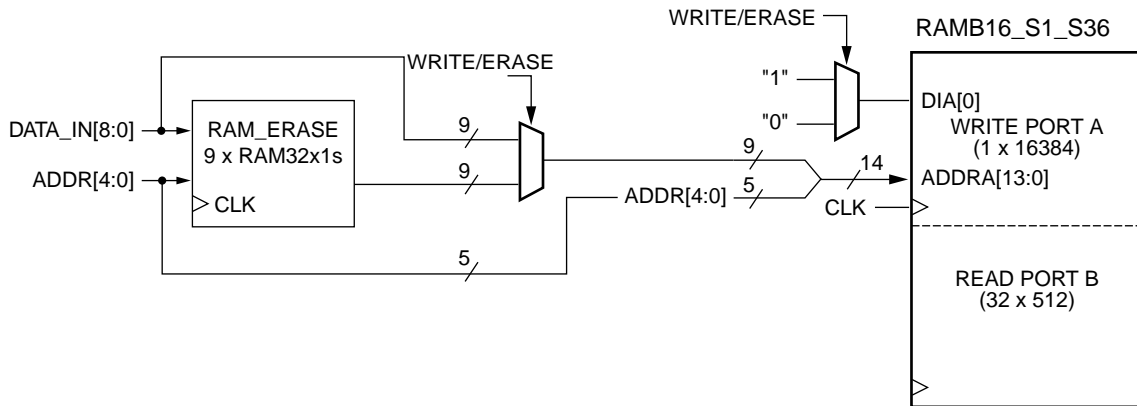 WRITE/ERASE
RAMB16_S1_S36
WRITE/ERASE
"1"
DIA[0]
DATA_IN[8:0]
RAM_ERASE
9
"0"
WRITE PORT A
9 x RAM32x1s
(1 x 16384)
9
14
ADDR[4:0]
9
5
ADDRA[13:0]
ADDR[4:0]
CLK
CLK
5
READ PORT B
(32 x 512)